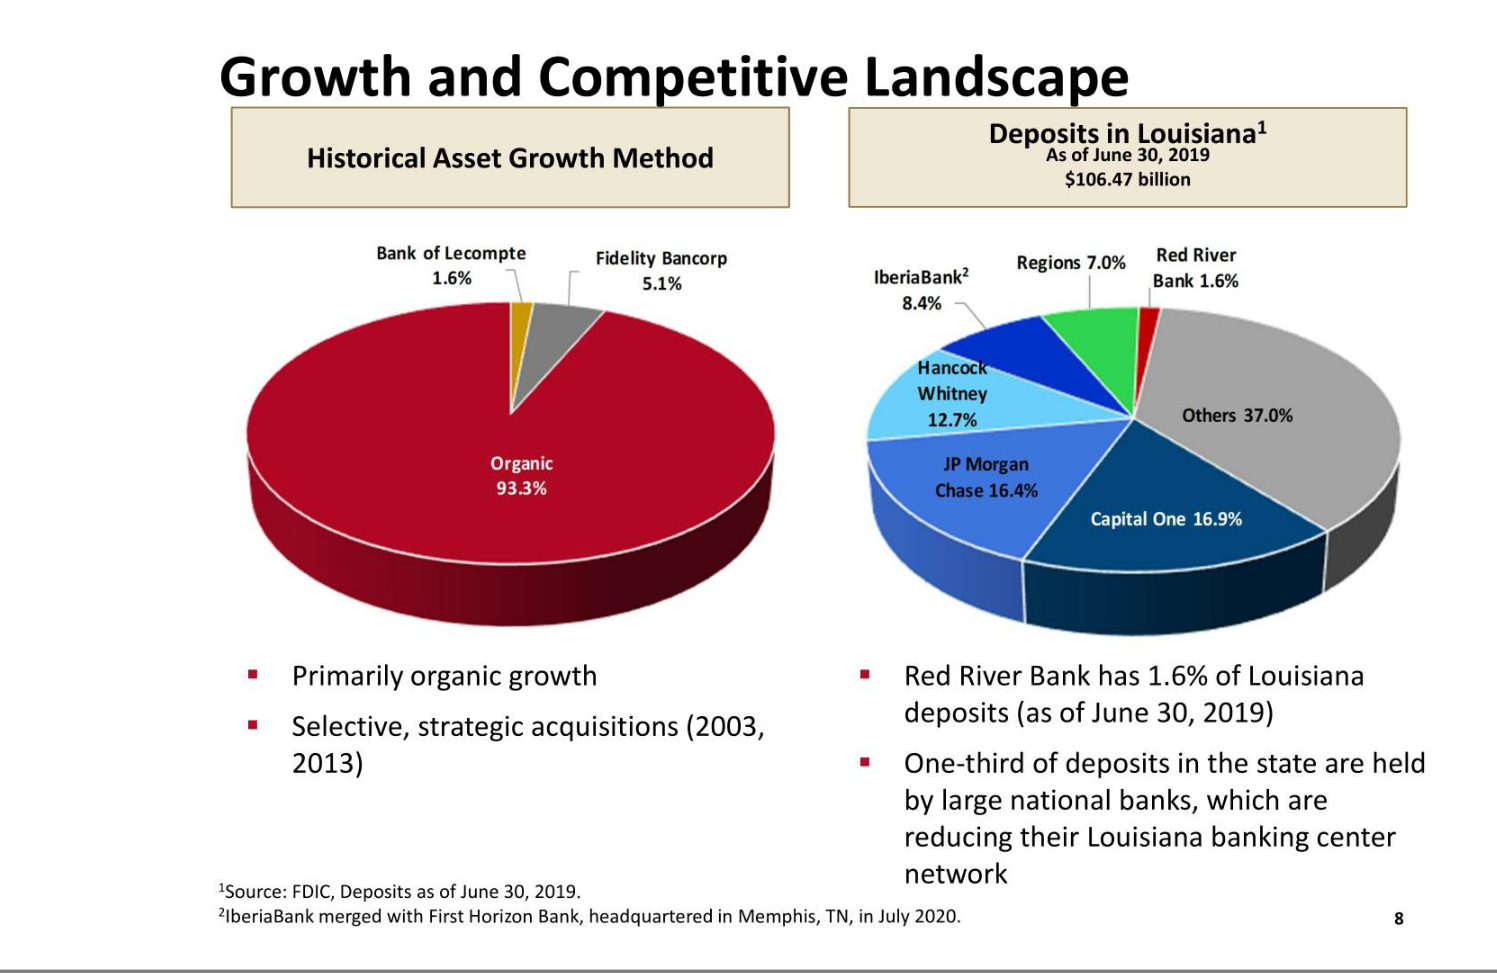 Growth and Competitive Landscape
Historical Asset Growth Method
Bank of Lecompte
1.6%
Fidelity Bancorp
5.1%
Organic
93.3%
▪ Primarily organic growth
▪ Selective, strategic acquisitions (2003,
2013)
Deposits in Louisiana¹
As of June 30, 2019
$106.47 billion
IberiaBank²
8.4%
Regions 7.0%
Red River
Bank 1.6%
Hancock
Whitney
12.7%
Others 37.0%
JP Morgan
Chase 16.4%
Capital One 16.9%
▪ Red River Bank has 1.6% of Louisiana
deposits (as of June 30, 2019)
▪ One-third of deposits in the state are held
by large national banks, which are
reducing their Louisiana banking center
network
¹Source: FDIC, Deposits as of June 30, 2019.
²IberiaBank merged with First Horizon Bank, headquartered in Memphis, TN, in July 2020.
8